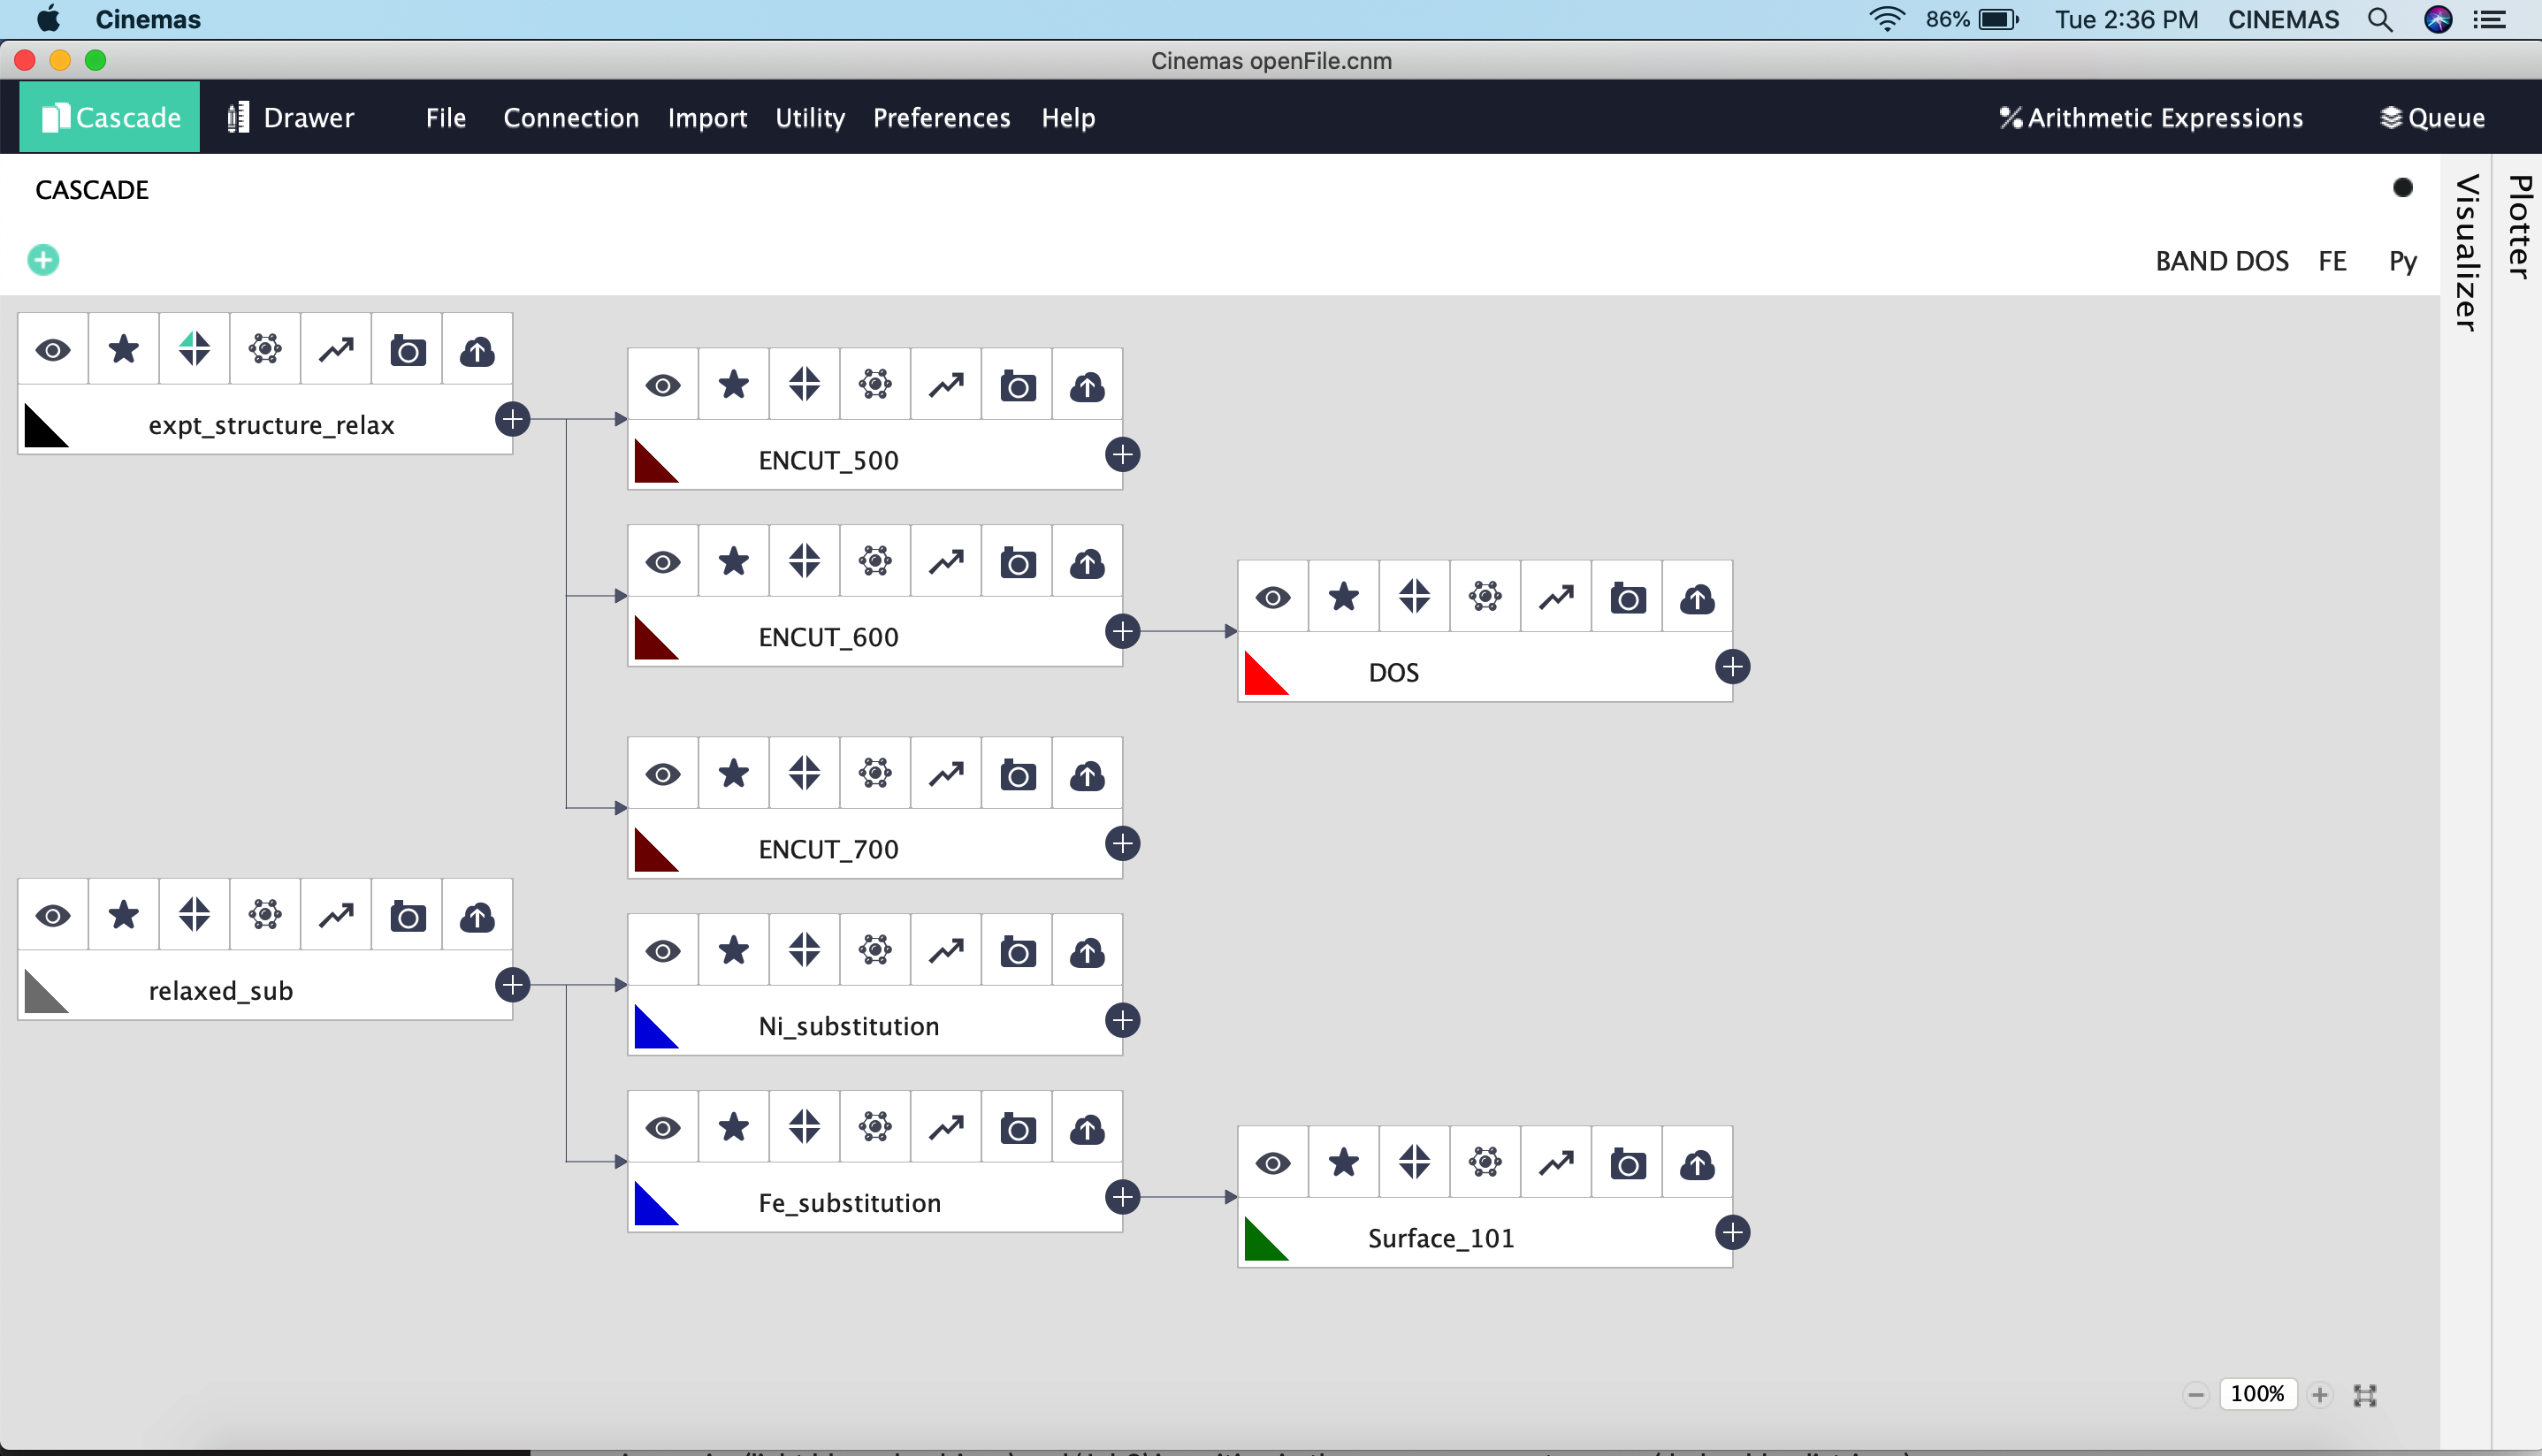 Cinemas
86%
Tue 2:36 PM
CINEMAS
Cinemas openFile.cnm
Cascade
Drawer
File
Connection
Import
Utility
Preferences
Help
Arithmetic Expressions
Queue
CASCADE
BAND DOS
FE
Py
Visualizer
Plotter
expt_structure_relax
ENCUT_500
ENCUT_600
DOS
ENCUT_700
relaxed_sub
Ni_substitution
Fe_substitution
Surface_101
100%